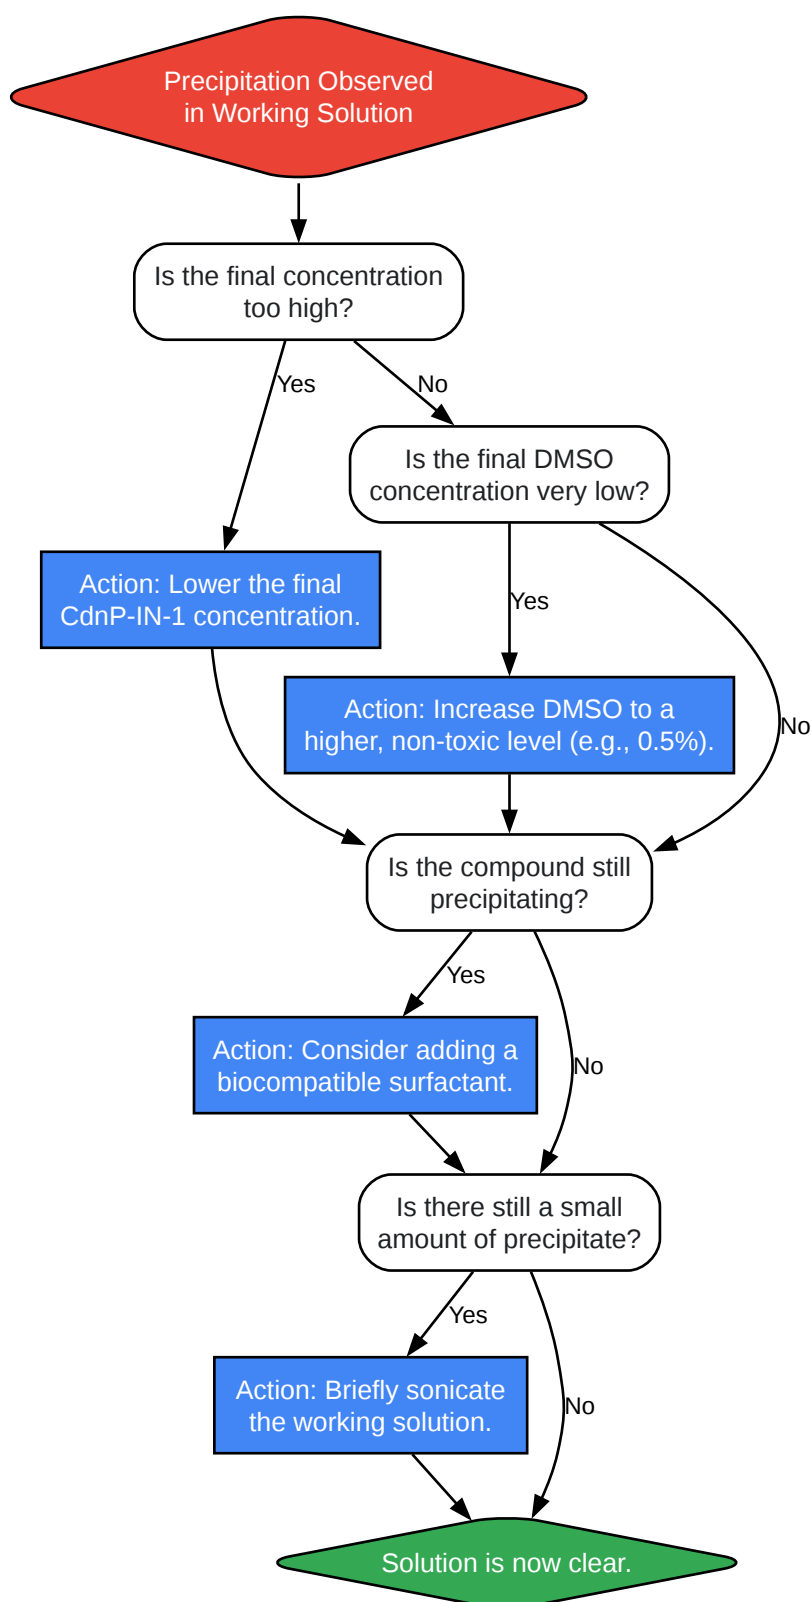 Precipitation Observed
in Working Solution
Is the final concentration
too high?
Yes
No
Is the final DMSO
concentration very low?
Action: Lower the final
CdnP-IN-1 concentration.
Yes
Action: Increase DMSO to a
higher, non-toxic level (e.g., 0.5%).
No
Is the compound still
precipitating?
Yes
Action: Consider adding a
biocompatible surfactant.
No
Is there still a small
amount of precipitate?
Yes
Action: Briefly sonicate
the working solution.
No
Solution is now clear.